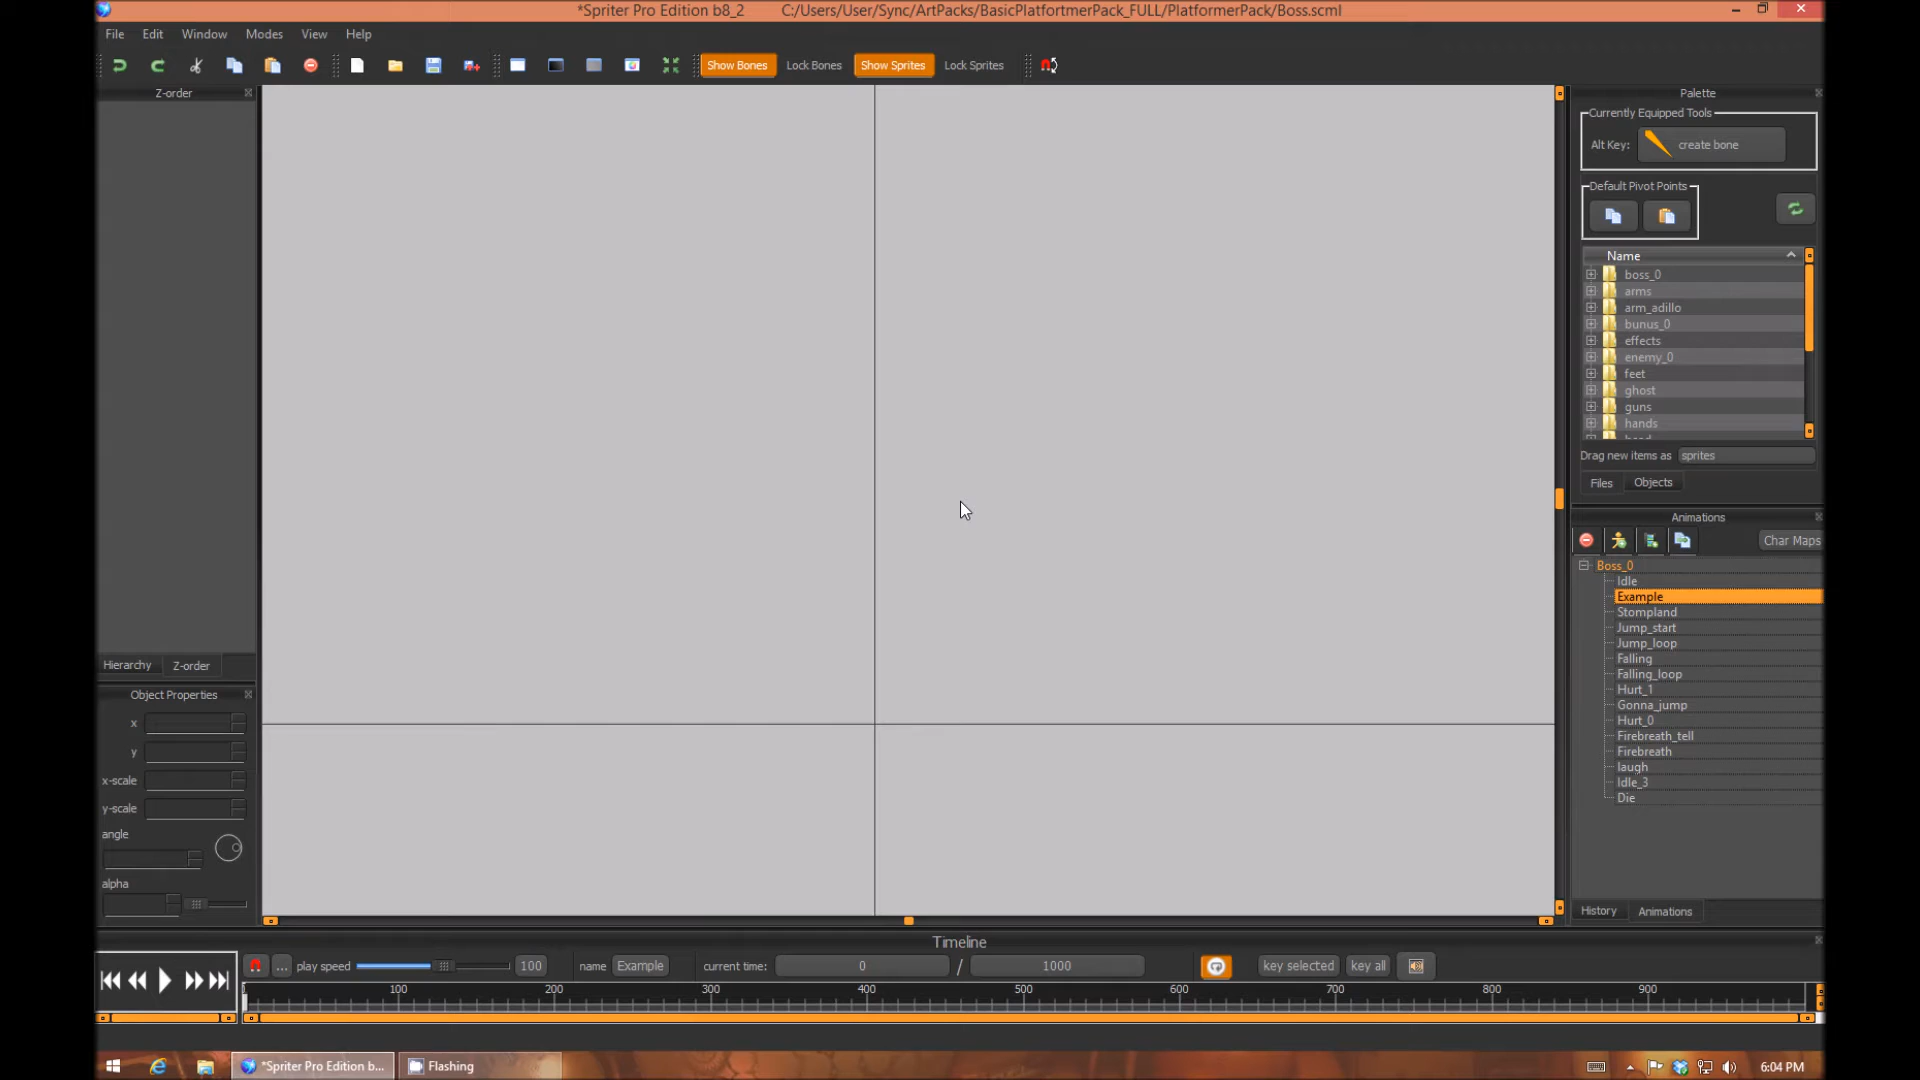 *Spriter Pro Edition b8_2 C:/Users/User/Sync/ArtPacks/BasicPlatfortmerPack_FULL/PlatformerPack/Boss.scml
File Edit Window Modes View Help
Show Bones Lock Bones Show Sprites Lock Sprites
Z-order
Hierarchy Z-order
Object Properties
x
y
x-scale
y-scale
angle
alpha
Palette
Currently Equipped Tools
Alt Key: create bone
Default Pivot Points
Name
boss_0
arms
arm_adillo
bunus_0
effects
enemy_0
feet
ghost
guns
hands
Drag new items as sprites
Files Objects
Animations
Char Maps
Boss_0
Idle
Example
Stompland
Jump_start
Jump_loop
Falling
Falling_loop
Hurt_1
Gonna_jump
Hurt_0
Firebreath_tell
Firebreath
laugh
Idle_3
Die
History Animations
Timeline
... play speed 100 name Example current time: 0 / 1000 key selected key all
100 200 300 400 500 600 700 800 900
*Spriter Pro Edition b... Flashing 6:04 PM